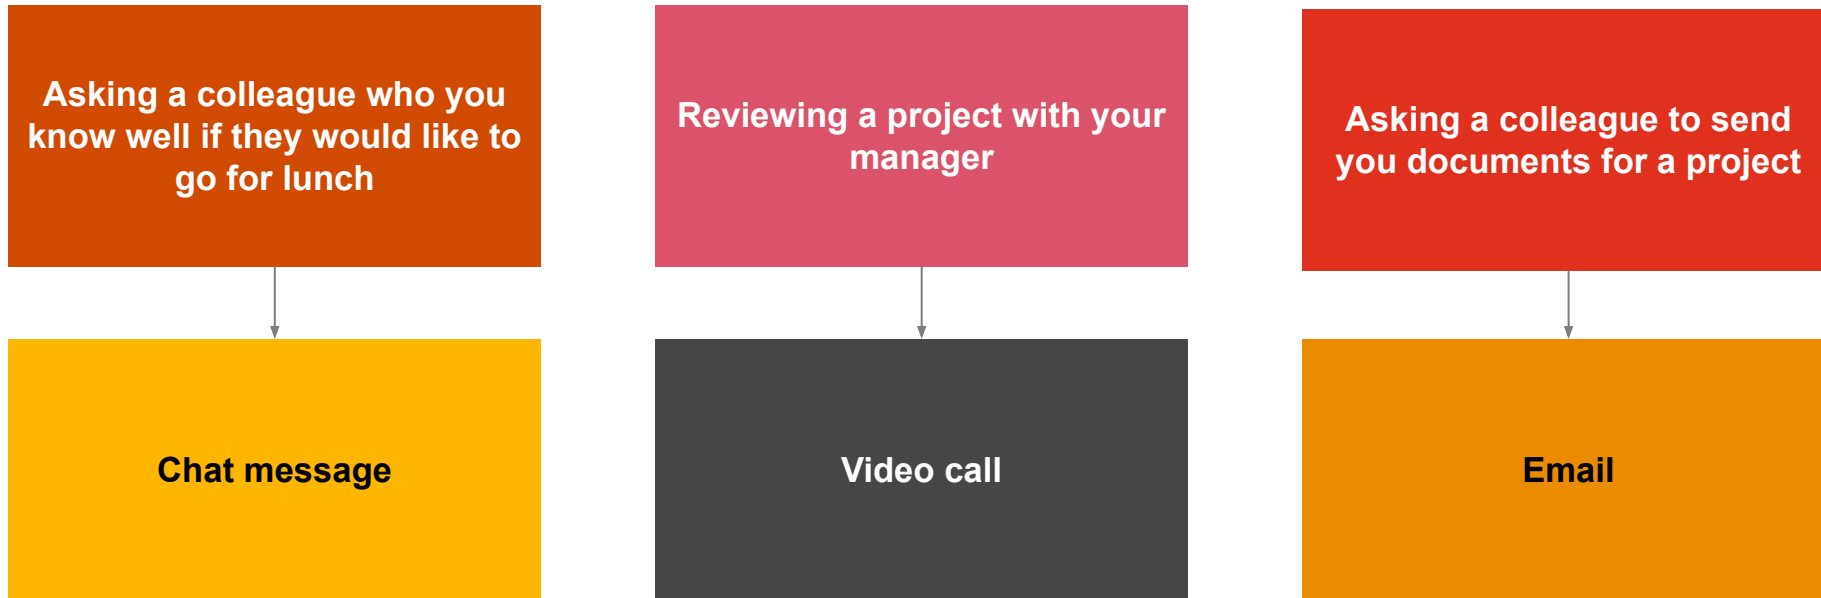 Asking a colleague who you
know well if they would like to
go for lunch
Reviewing a project with your
manager
Asking a colleague to send
you documents for a project
Chat message
Video call
Email